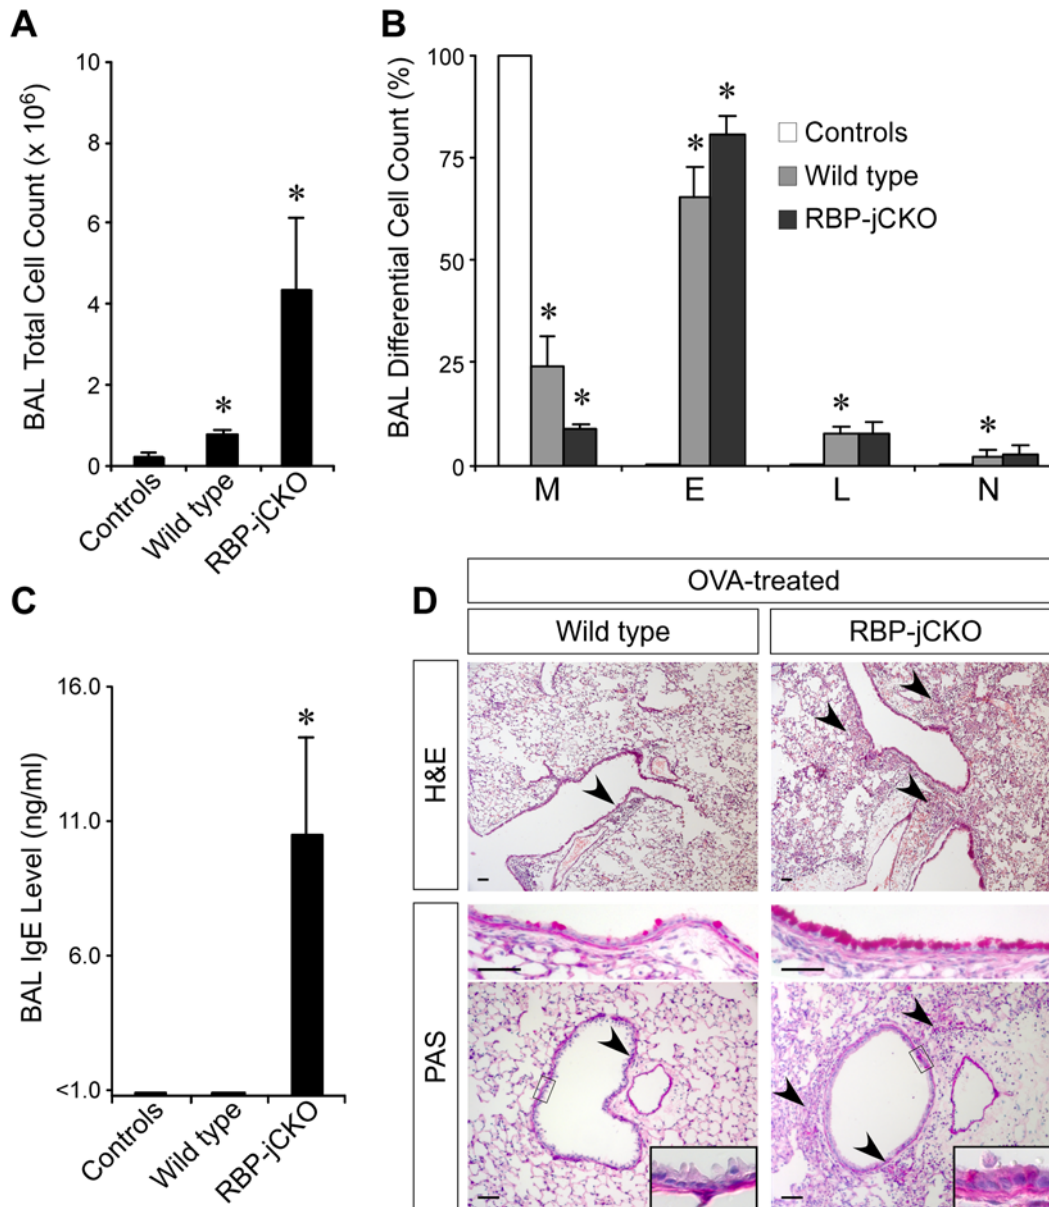 A
BAL Total Cell Count (x 10⁶)
10
8
6
4
2
0
*
*
Controls
Wild type
RBP-jCKO
B
BAL Differential Cell Count (%)
100
75
50
25
0
*
*
*
*
*
*
Controls
Wild type
RBP-jCKO
M
E
L
N
C
BAL IgE Level (ng/ml)
16.0
11.0
6.0
<1.0
*
Controls
Wild type
RBP-jCKO
D
OVA-treated
Wild type
RBP-jCKO
H&E
PAS